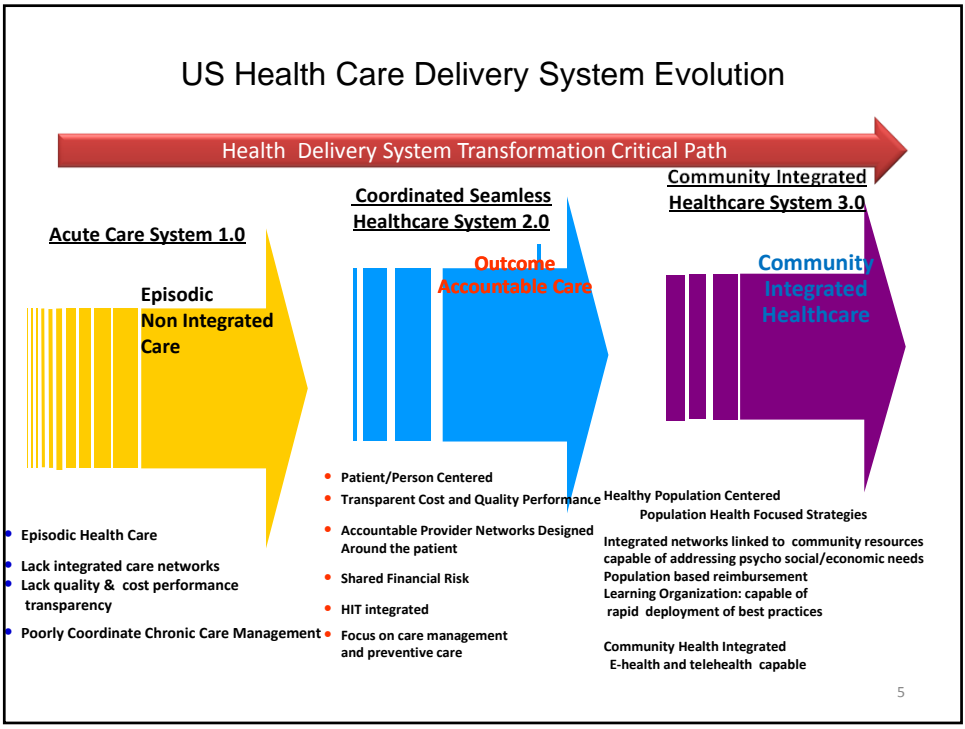 US Health Care Delivery System Evolution
Health Delivery System Transformation Critical Path
Acute Care System 1.0
Episodic
Non Integrated
Care
• Episodic Health Care
• Lack integrated care networks
• Lack quality & cost performance
transparency
• Poorly Coordinate Chronic Care Management
Coordinated Seamless
Healthcare System 2.0
Outcome
Accountable Care
• Patient/Person Centered
• Transparent Cost and Quality Performance
• Accountable Provider Networks Designed
Around the patient
• Shared Financial Risk
• HIT integrated
• Focus on care management
and preventive care
Community Integrated
Healthcare System 3.0
Community
Integrated
Healthcare
Healthy Population Centered
Population Health Focused Strategies
Integrated networks linked to community resources
capable of addressing psycho social/economic needs
Population based reimbursement
Learning Organization: capable of
rapid deployment of best practices
Community Health Integrated
E-health and telehealth capable
5